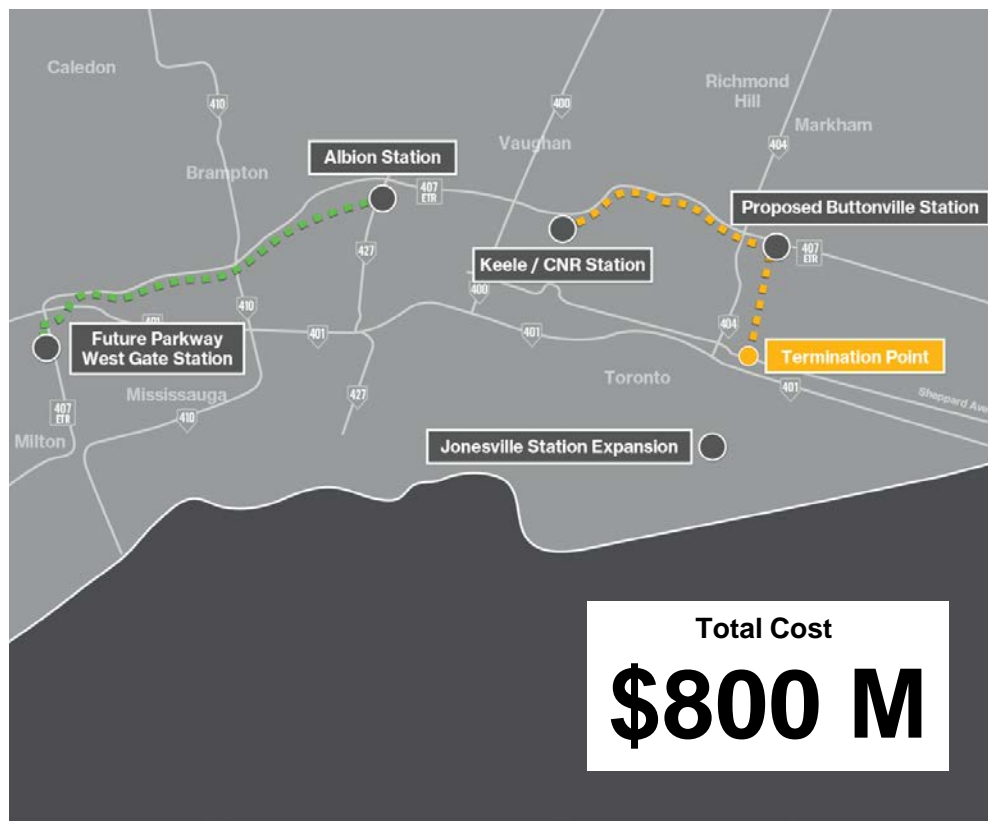 Caledon
Richmond
Hill
410
400
Markham
404
Vaughan
Albion Station
Brampton
407
ETR
Proposed Buttonville Station
427
407
ETR
Keele / CNR Station
400
410
401
404
401
401
Future Parkway
West Gate Station
Termination Point
Toronto
401
Mississauga
427
Sheppard Ave
407
ETR
410
Milton
Jonesville Station Expansion
Total Cost
$800 M